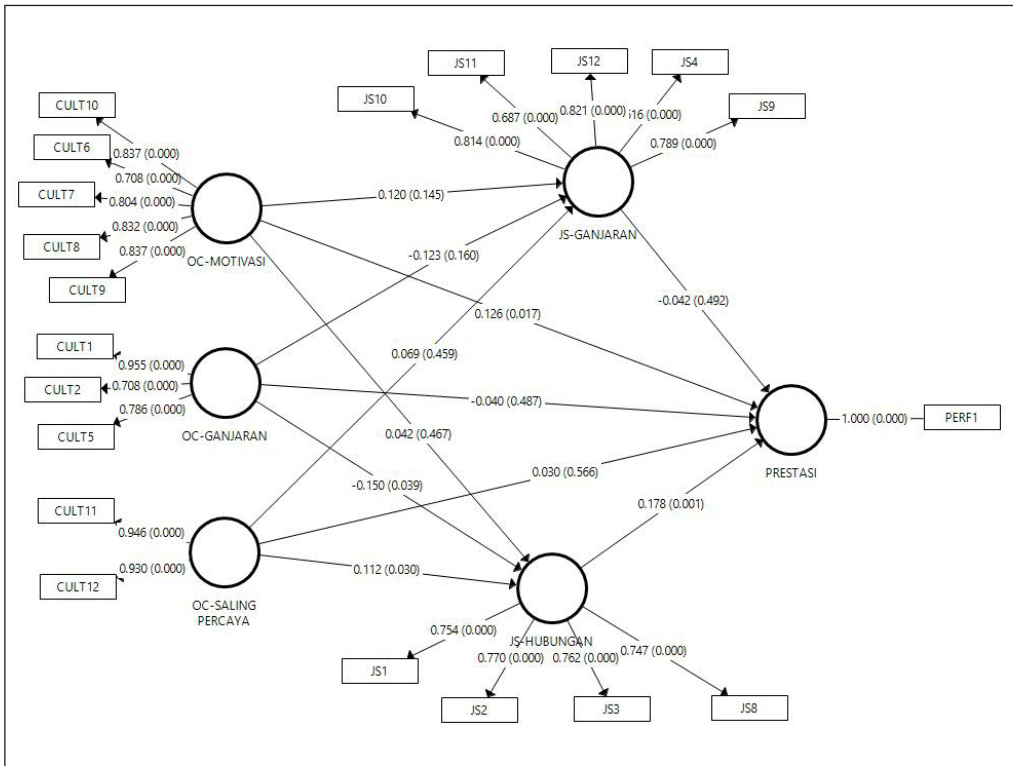 JS11
JS12
JS4
JS10
JS9
0.687 (0.000)
0.821 (0.000)
(0.000)
0.814 (0.000)
0.789 (0.000)
JS-GANJARAN
CULT10
CULT6
CULT7
CULT8
CULT9
0.837 (0.000)
0.708 (0.000)
0.804 (0.000)
0.832 (0.000)
0.837 (0.000)
OC-MOTIVASI
0.120 (0.145)
-0.123 (0.160)
0.126 (0.017)
-0.042 (0.492)
0.069 (0.459)
CULT1
CULT2
CULT5
0.955 (0.000)
0.708 (0.000)
0.786 (0.000)
OC-GANJARAN
-0.040 (0.487)
0.042 (0.467)
1.000 (0.000)
PERF1
PRESTASI
0.030 (0.566)
-0.150 (0.039)
0.178 (0.001)
CULT11
CULT12
0.946 (0.000)
0.930 (0.000)
OC-SALING
PERCAYA
0.112 (0.030)
JS-HUBUNGAN
0.754 (0.000)
0.770 (0.000)
0.762 (0.000)
0.747 (0.000)
JS1
JS2
JS3
JS8